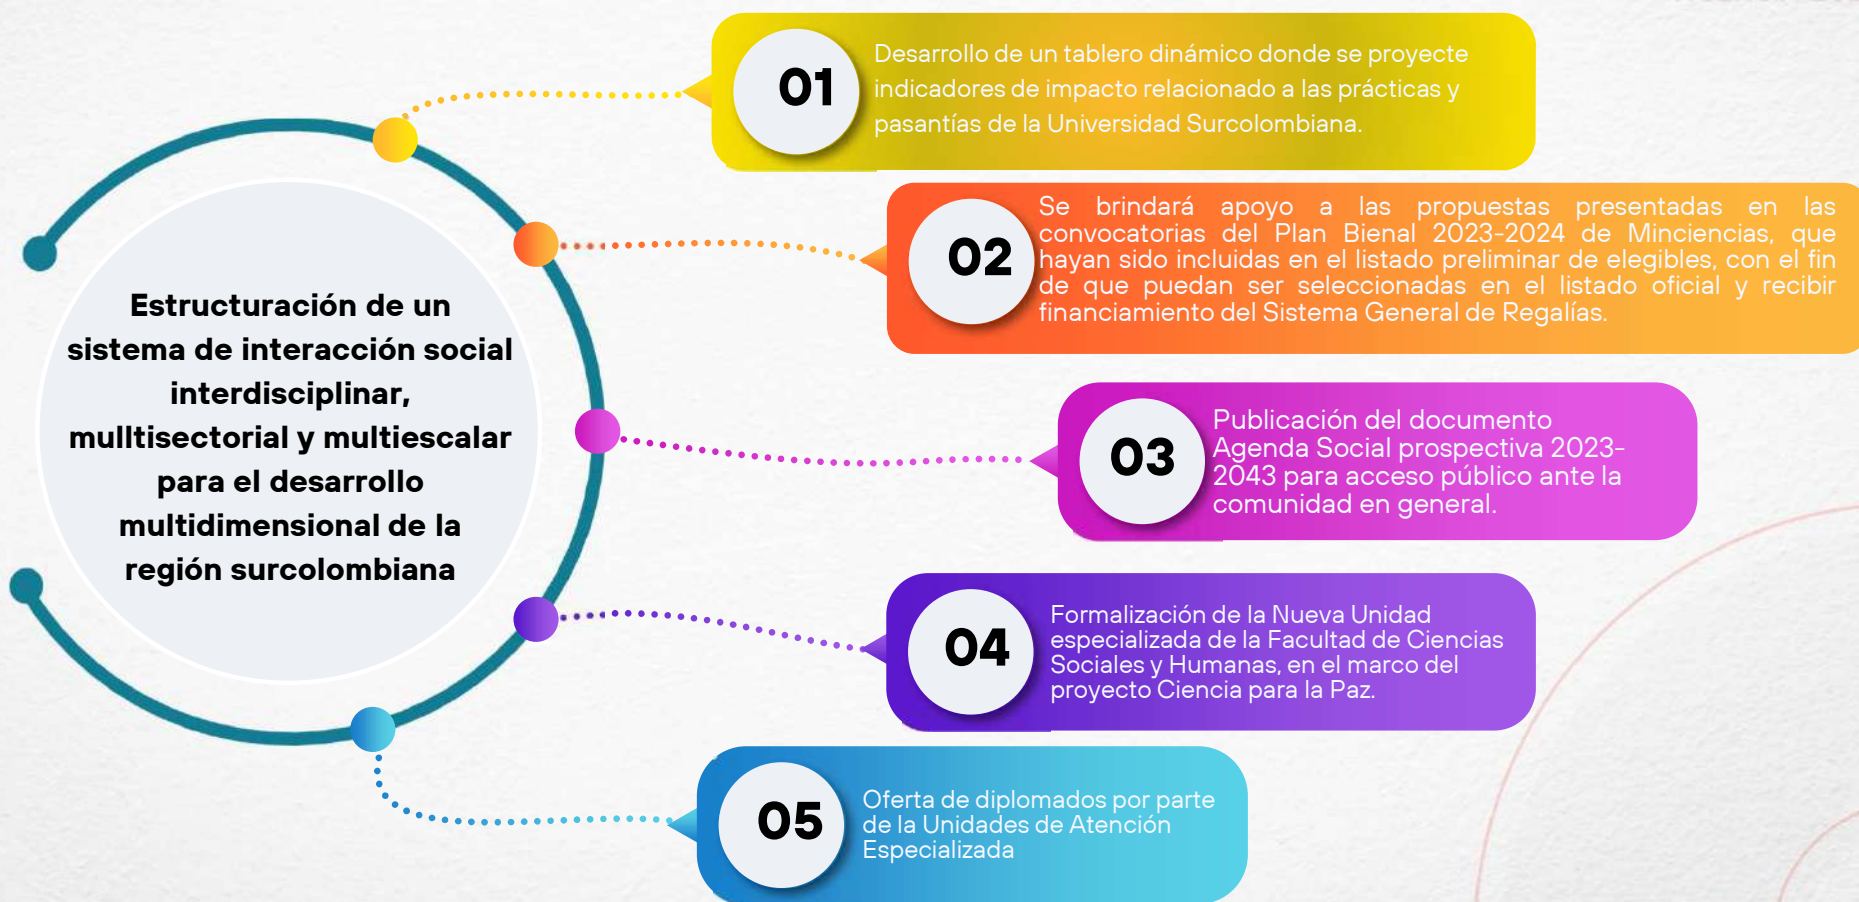 Estructuración de un
sistema de interacción social
interdisciplinar,
mulltisectorial y multiescalar
para el desarrollo
multidimensional de la
región surcolombiana
01
Desarrollo de un tablero dinámico donde se proyecte
indicadores de impacto relacionado a las prácticas y
pasantías de la Universidad Surcolombiana.
02
Se brindará apoyo a las propuestas presentadas en las
convocatorias del Plan Bienal 2023-2024 de Minciencias, que
hayan sido incluidas en el listado preliminar de elegibles, con el fin
de que puedan ser seleccionadas en el listado oficial y recibir
financiamiento del Sistema General de Regalías.
03
Publicación del documento
Agenda Social prospectiva 2023-
2043 para acceso público ante la
comunidad en general.
04
Formalización de la Nueva Unidad
especializada de la Facultad de Ciencias
Sociales y Humanas, en el marco del
proyecto Ciencia para la Paz.
05
Oferta de diplomados por parte
de la Unidades de Atención
Especializada